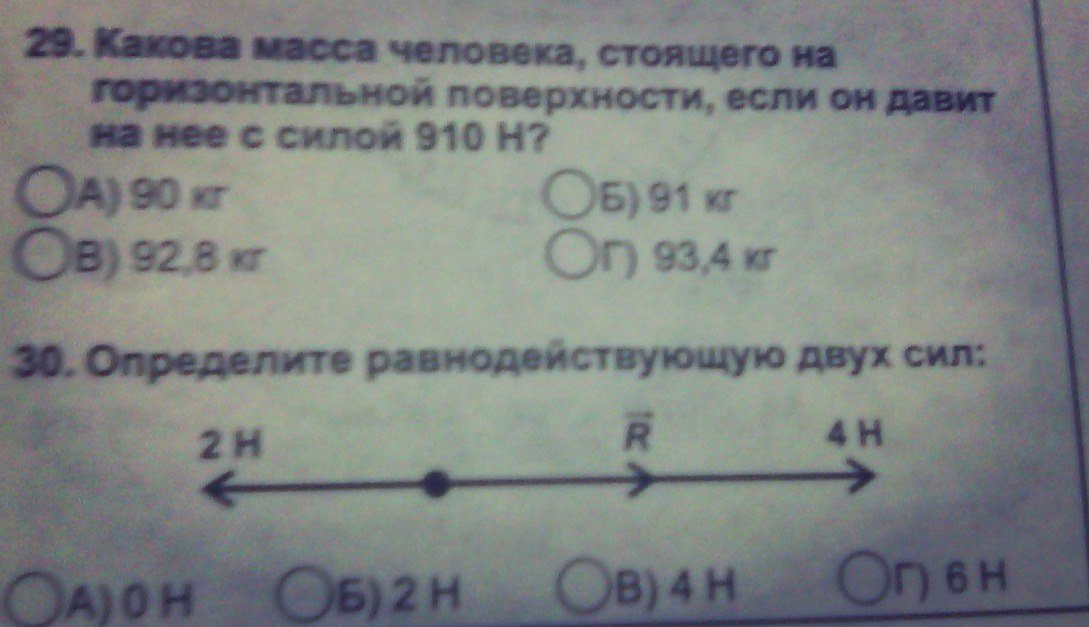 29. Какова масса человека, стоящего на
горизонтальной поверхности, если он давит
на нее с силой 910 Н?
А) 90 кг Б) 91 кг
В) 92,8 кг Г) 93,4 кг
30. Определите равнодействующую двух сил:
2 Н R 4 Н
А) 0 Н Б) 2 Н В) 4 Н Г) 6 Н